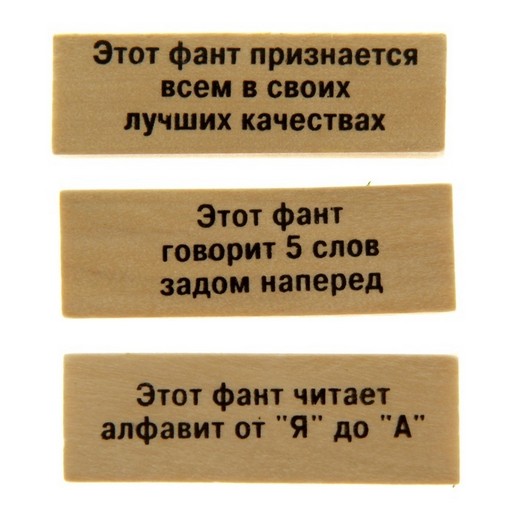 Этот фант признается
всем в своих
лучших качествах
Этот фант
говорит 5 слов
задом наперед
Этот фант читает
алфавит от "Я" до "А"